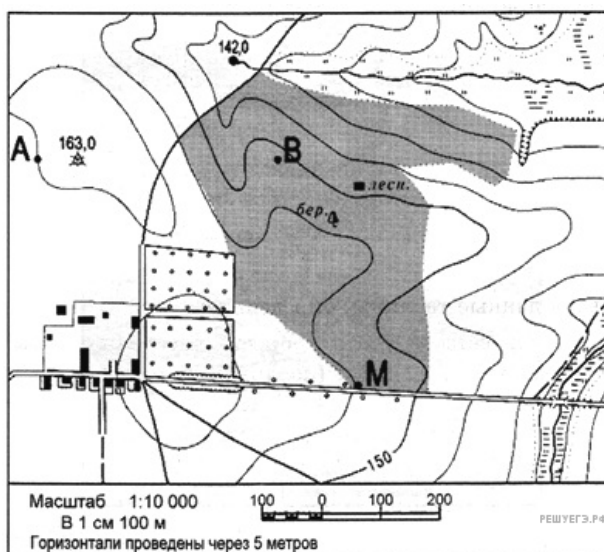 142,0
А
163,0
В
лесн.
бер.
М
150
Масштаб 1:10 000
В 1 см 100 м
100 0 100 200
Горизонтали проведены через 5 метров
РЕШУЕГЭ.РФ